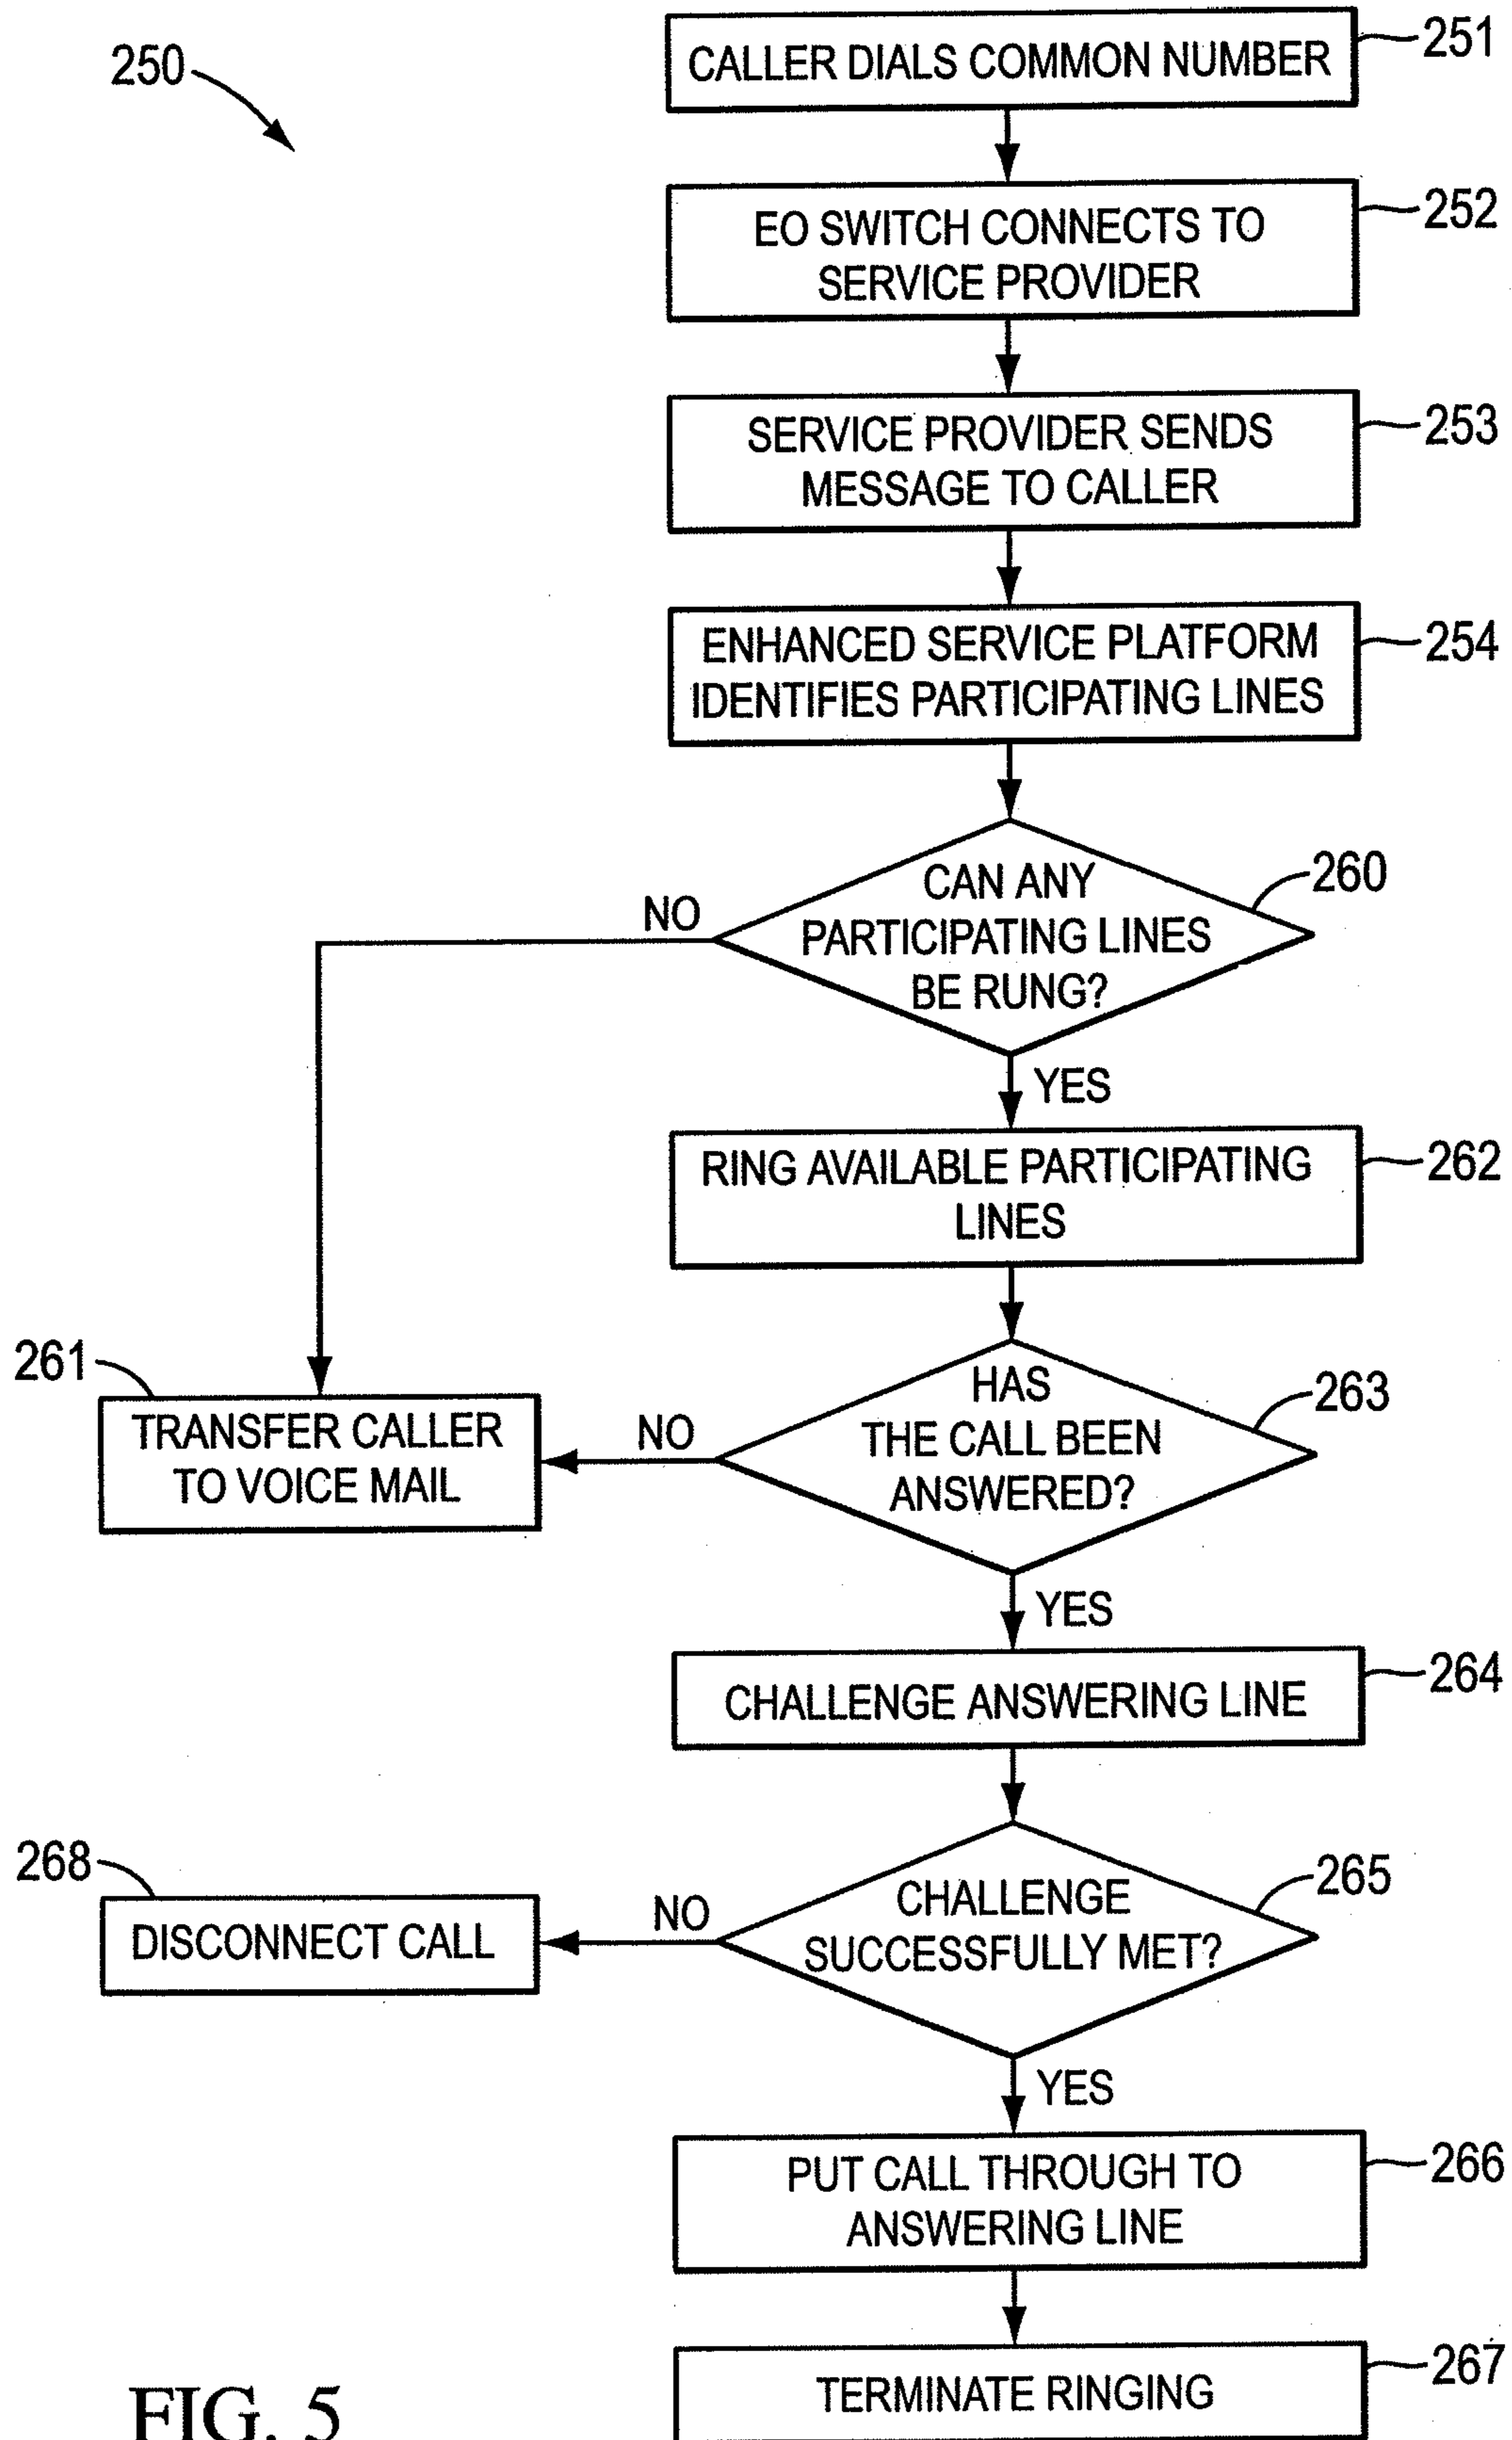 250
CALLER DIALS COMMON NUMBER
251
EO SWITCH CONNECTS TO
SERVICE PROVIDER
252
SERVICE PROVIDER SENDS
MESSAGE TO CALLER
253
ENHANCED SERVICE PLATFORM
IDENTIFIES PARTICIPATING LINES
254
CAN ANY
PARTICIPATING LINES
BE RUNG?
260
NO
YES
RING AVAILABLE PARTICIPATING
LINES
262
261
TRANSFER CALLER
TO VOICE MAIL
NO
HAS
THE CALL BEEN
ANSWERED?
263
YES
CHALLENGE ANSWERING LINE
264
268
DISCONNECT CALL
NO
CHALLENGE
SUCCESSFULLY MET?
265
YES
PUT CALL THROUGH TO
ANSWERING LINE
266
TERMINATE RINGING
267
FIG. 5